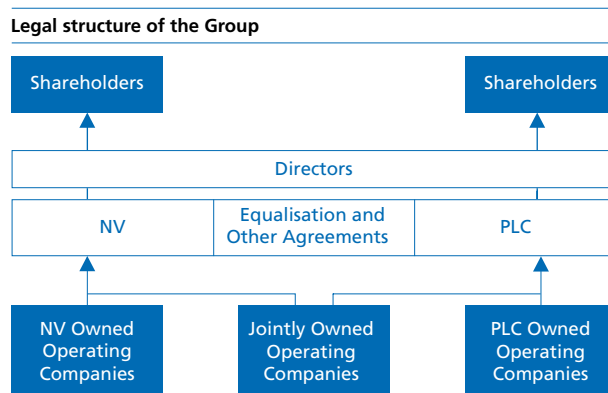 Legal structure of the Group
Shareholders
Shareholders
Directors
NV
Equalisation and
Other Agreements
PLC
NV Owned
Operating
Companies
Jointly Owned
Operating
Companies
PLC Owned
Operating
Companies